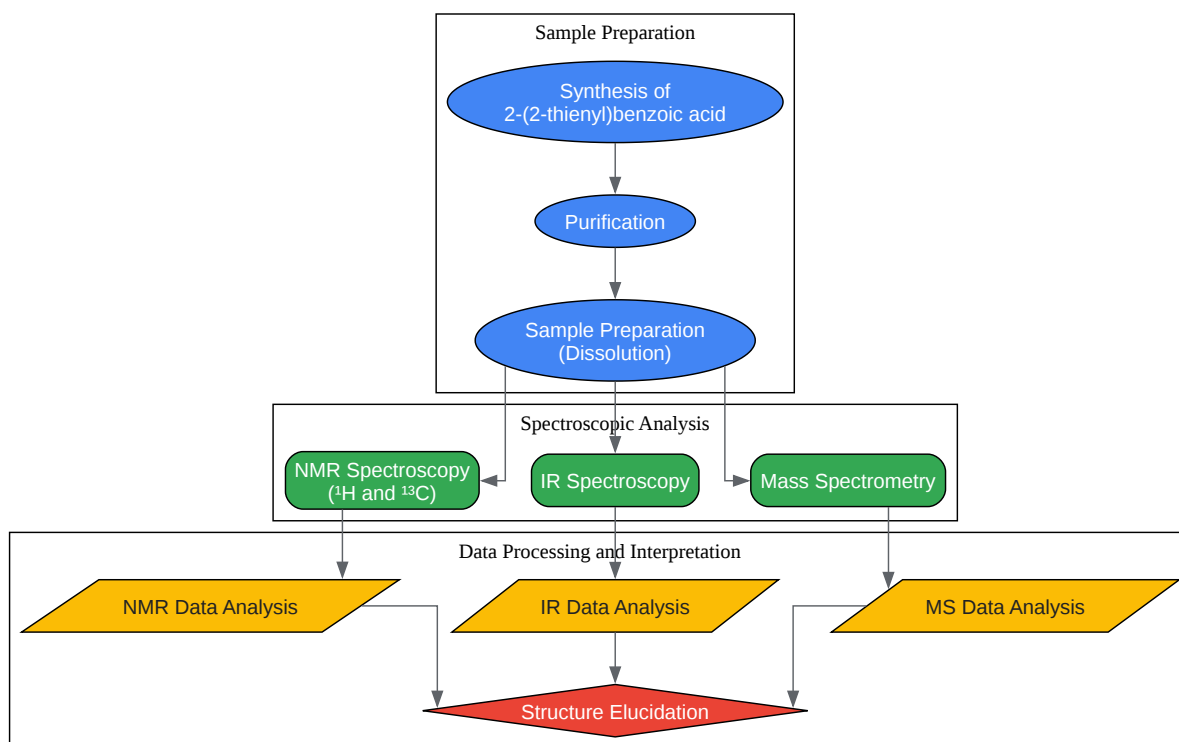 Sample Preparation
Synthesis of
2-(2-thienyl)benzoic acid
Purification
Sample Preparation
(Dissolution)
Spectroscopic Analysis
NMR Spectroscopy
(¹H and ¹³C)
IR Spectroscopy
Mass Spectrometry
Data Processing and Interpretation
NMR Data Analysis
IR Data Analysis
MS Data Analysis
Structure Elucidation